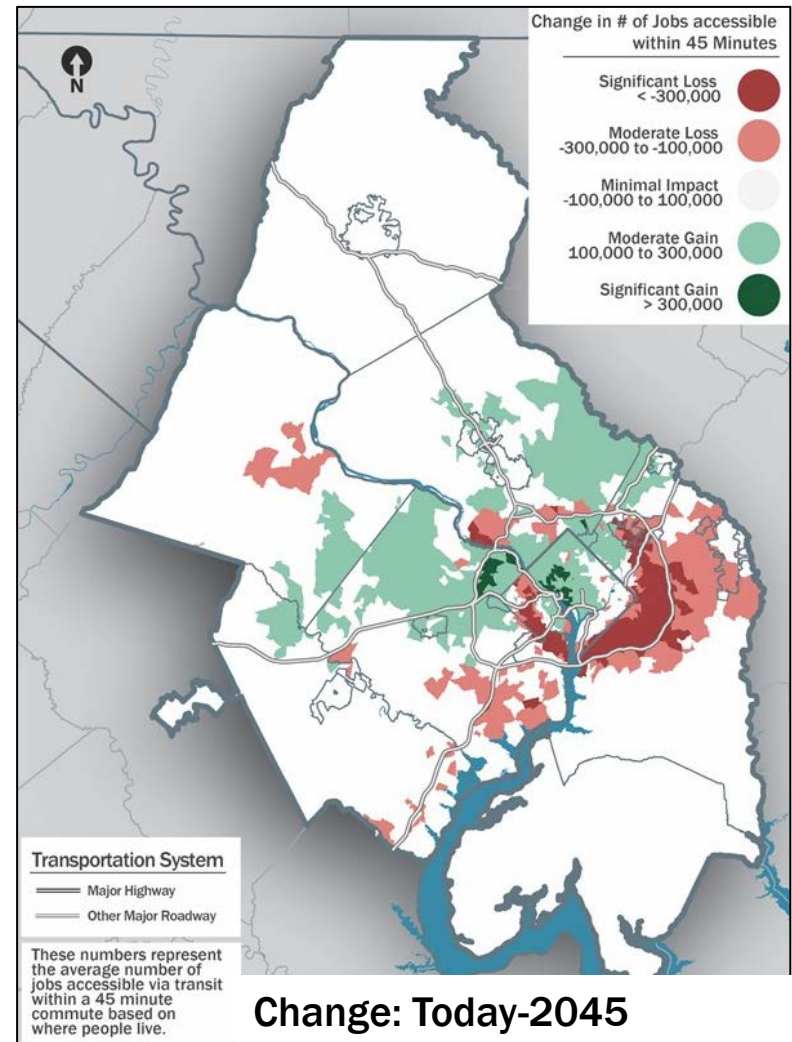 N
Change in # of Jobs accessible
within 45 Minutes
Significant Loss
< -300,000
Moderate Loss
-300,000 to -100,000
Minimal Impact
-100,000 to 100,000
Moderate Gain
100,000 to 300,000
Significant Gain
> 300,000
Transportation System
Major Highway
Other Major Roadway
These numbers represent
the average number of
jobs accessible via transit
within a 45 minute
commute based on
where people live.
Change: Today-2045